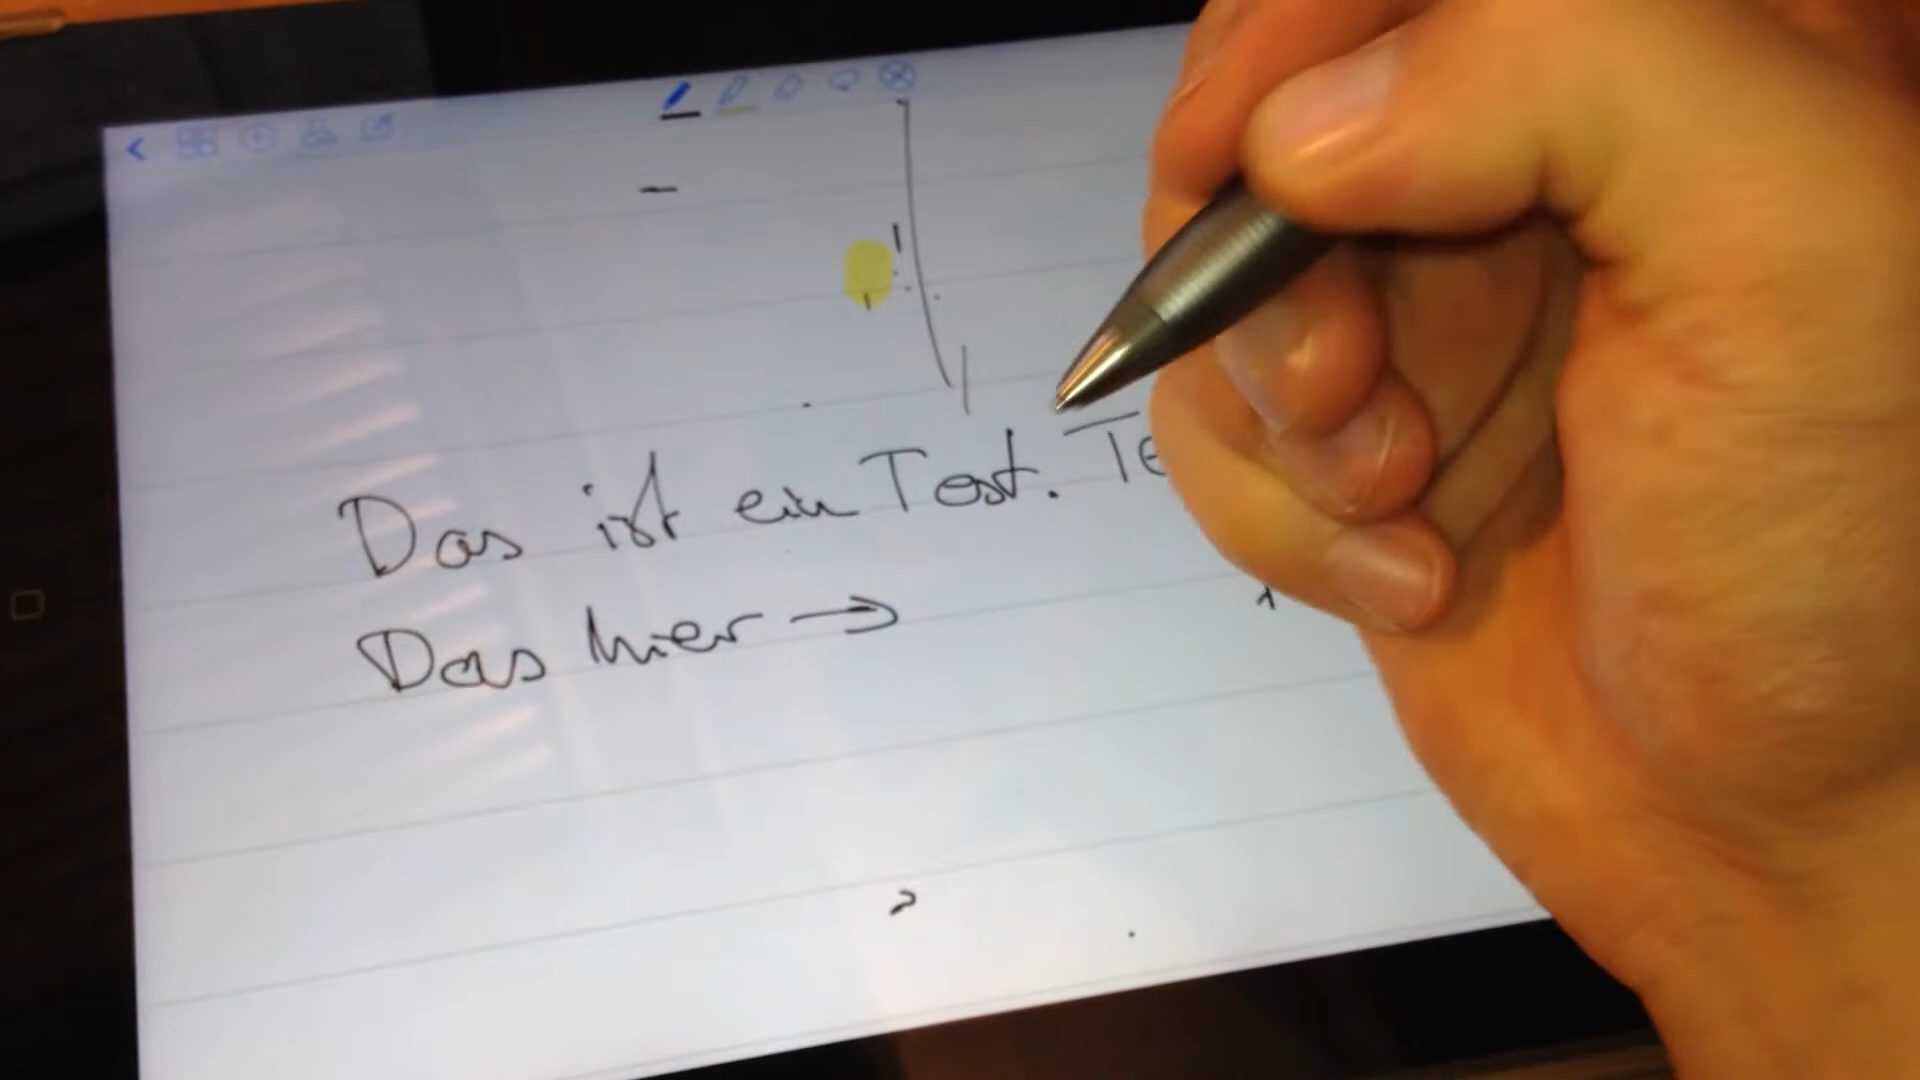 Das ist ein Test. Te
Das hier →